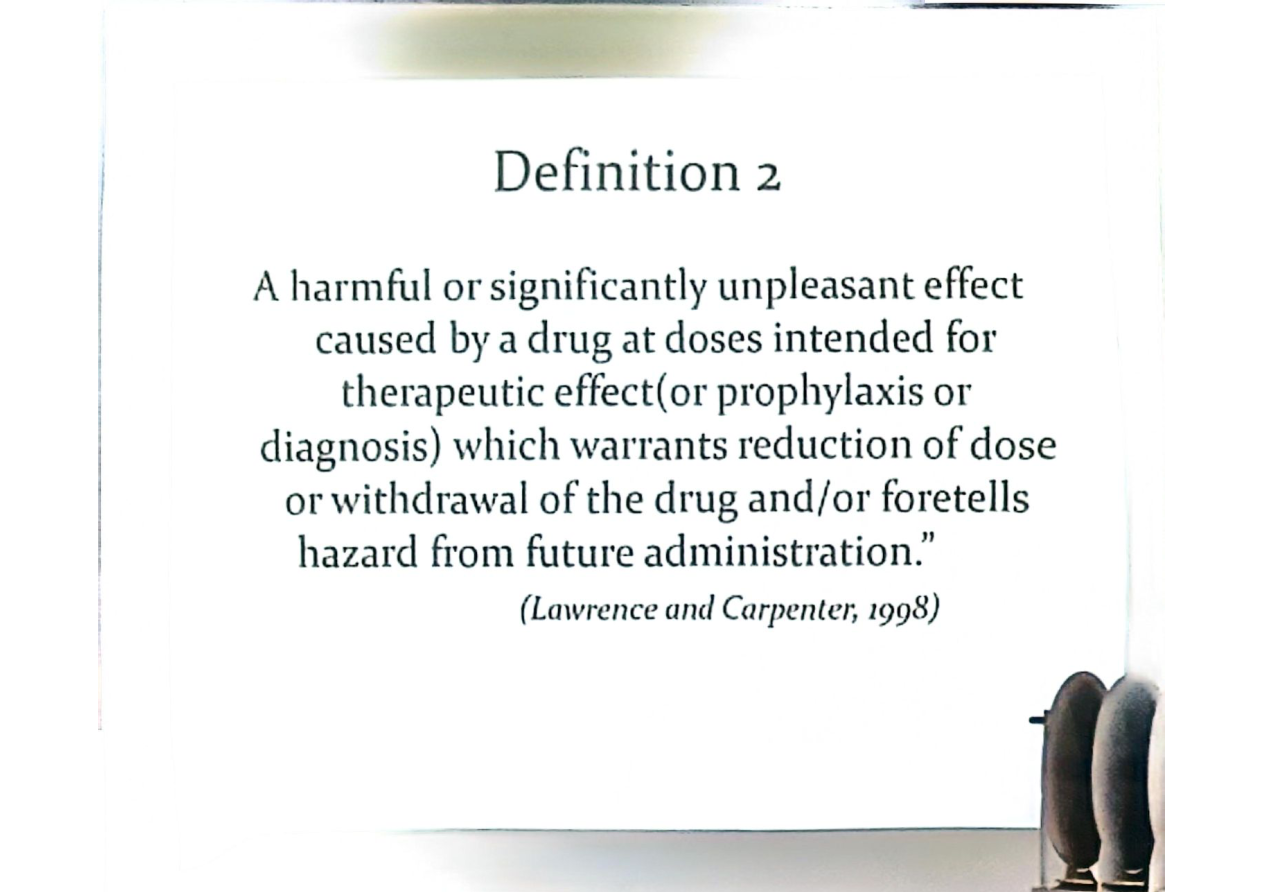 Definition 2
A harmful or significantly unpleasant effect
caused by a drug at doses intended for
therapeutic effect(or prophylaxis or
diagnosis) which warrants reduction of dose
or withdrawal of the drug and/or foretells
hazard from future administration.”
(Lawrence and Carpenter, 1998)